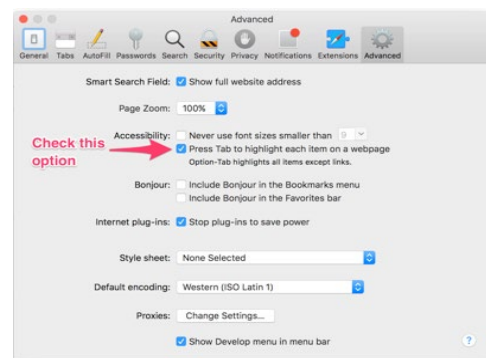 Advanced
General Tabs AutoFill Passwords Search Security Privacy Notifications Extensions Advanced
Smart Search Field: Show full website address
Page Zoom: 100%
Accessibility: Never use font sizes smaller than 9
Check this option
Press Tab to highlight each item on a webpage
Option-Tab highlights all items except links.
Bonjour: Include Bonjour in the Bookmarks menu
Include Bonjour in the Favorites bar
Internet plug-ins: Stop plug-ins to save power
Style sheet: None Selected
Default encoding: Western (ISO Latin 1)
Proxies: Change Settings...
Show Develop menu in menu bar
?